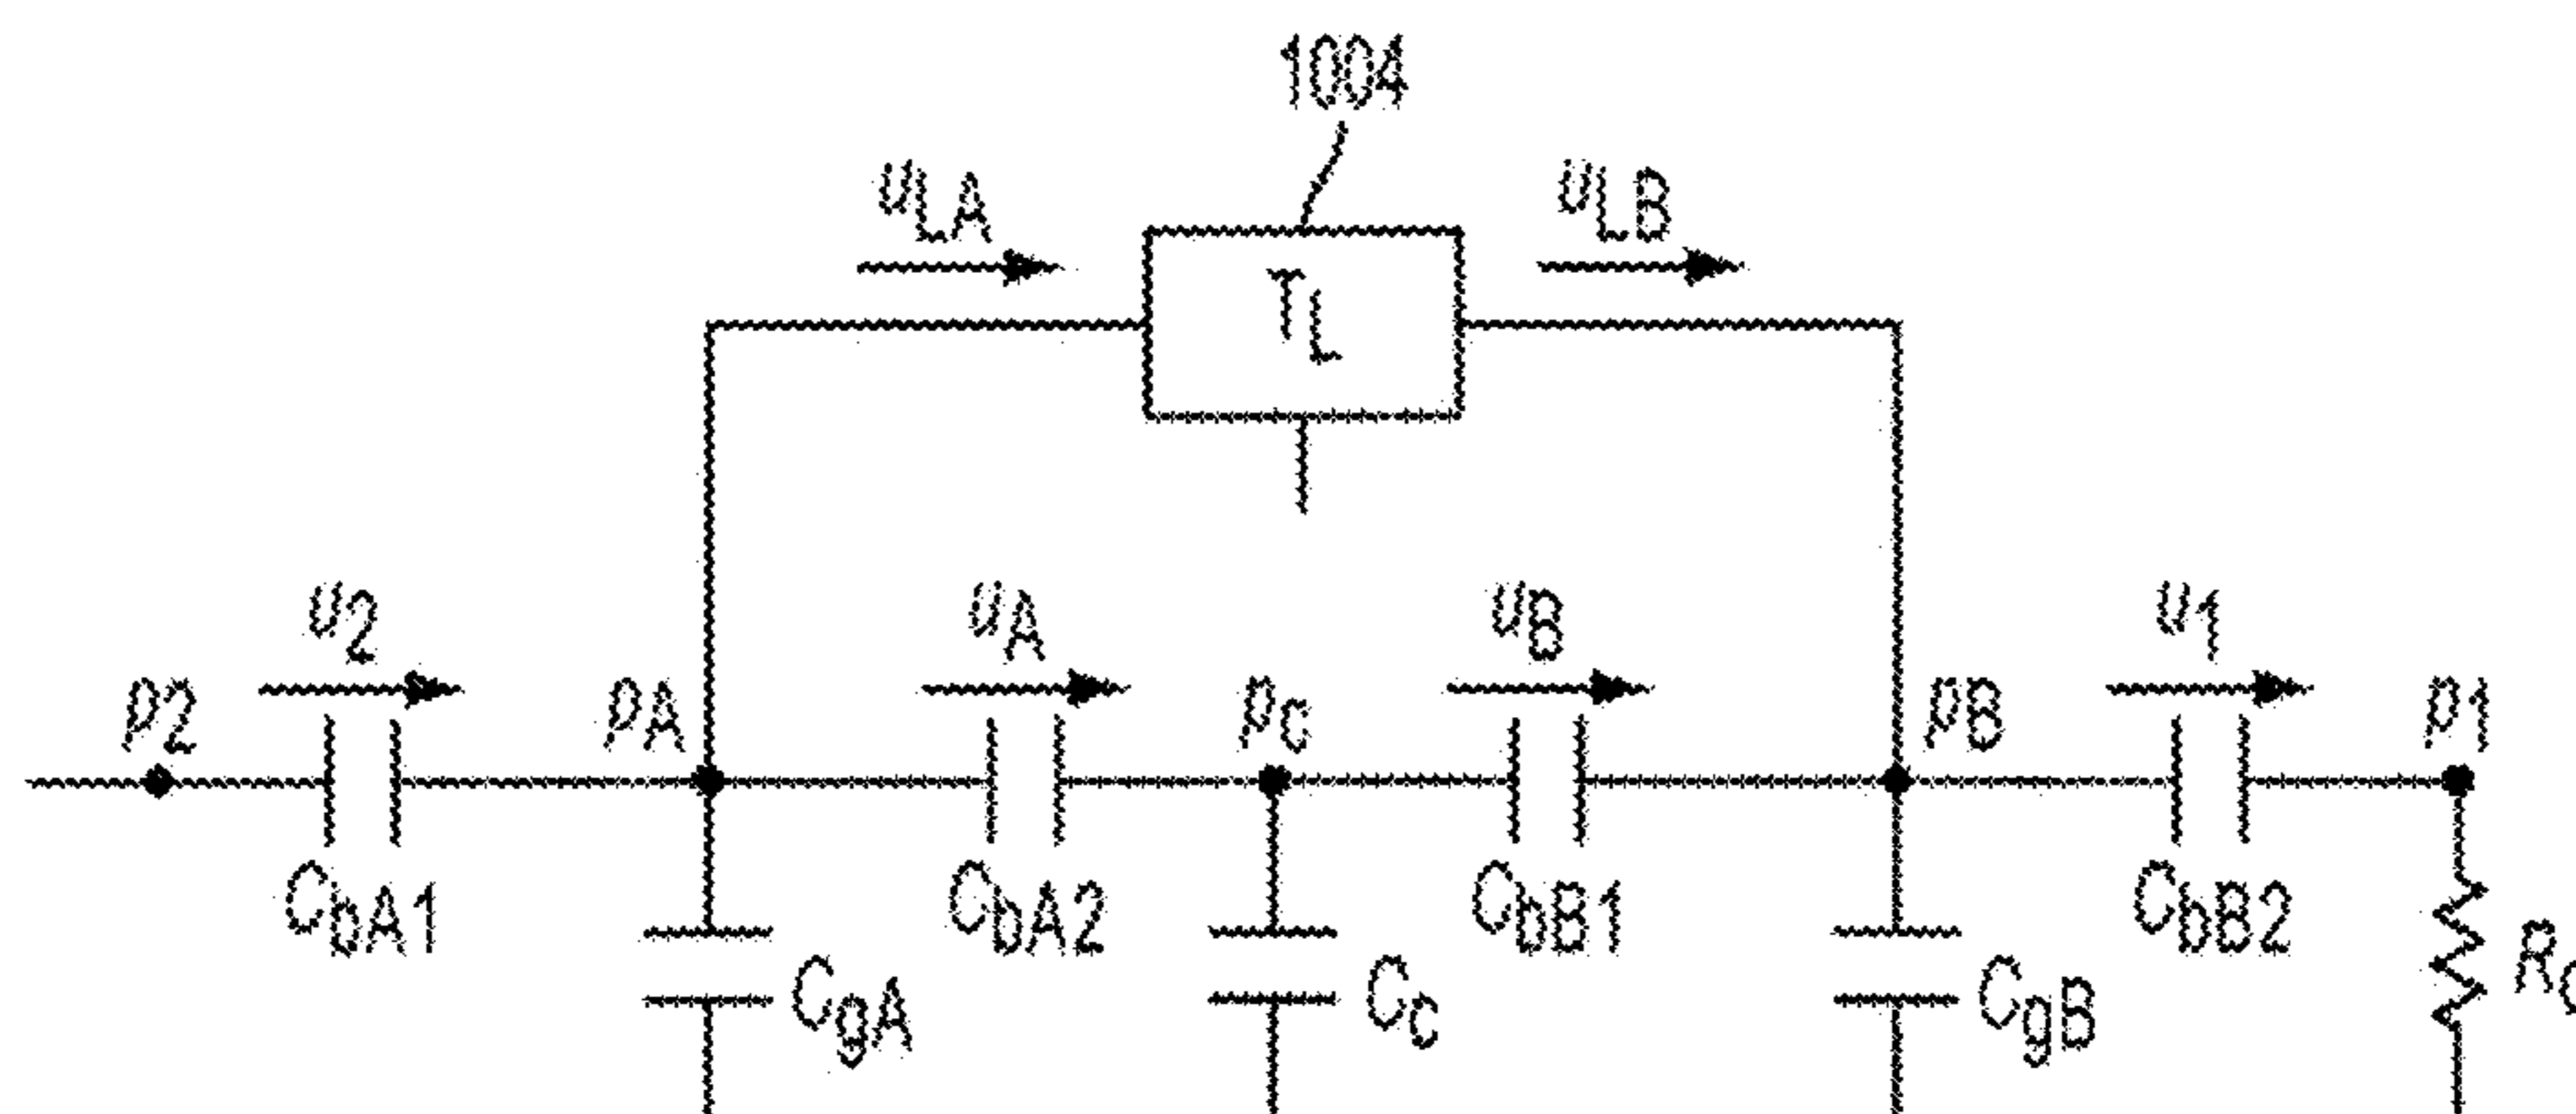 1004
uLA
uLB
TL
u2
uA
uB
u1
p2
pA
pC
pB
p1
CbA1
CbA2
CbB1
CbB2
CgA
Cc
CgB